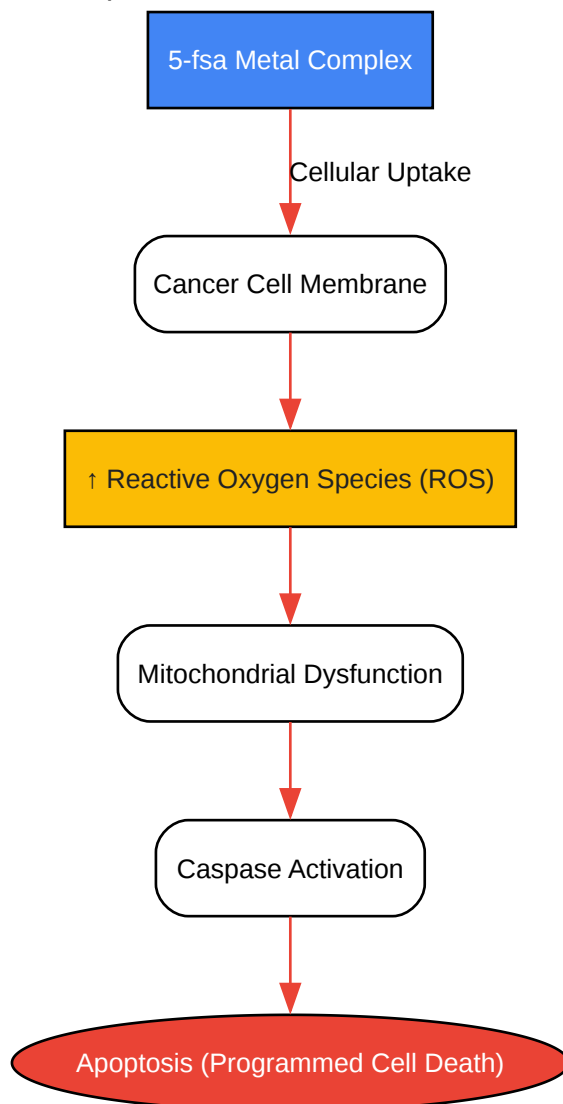 5-fsa Metal Complex
Cellular Uptake
Cancer Cell Membrane
↑ Reactive Oxygen Species (ROS)
Mitochondrial Dysfunction
Caspase Activation
Apoptosis (Programmed Cell Death)